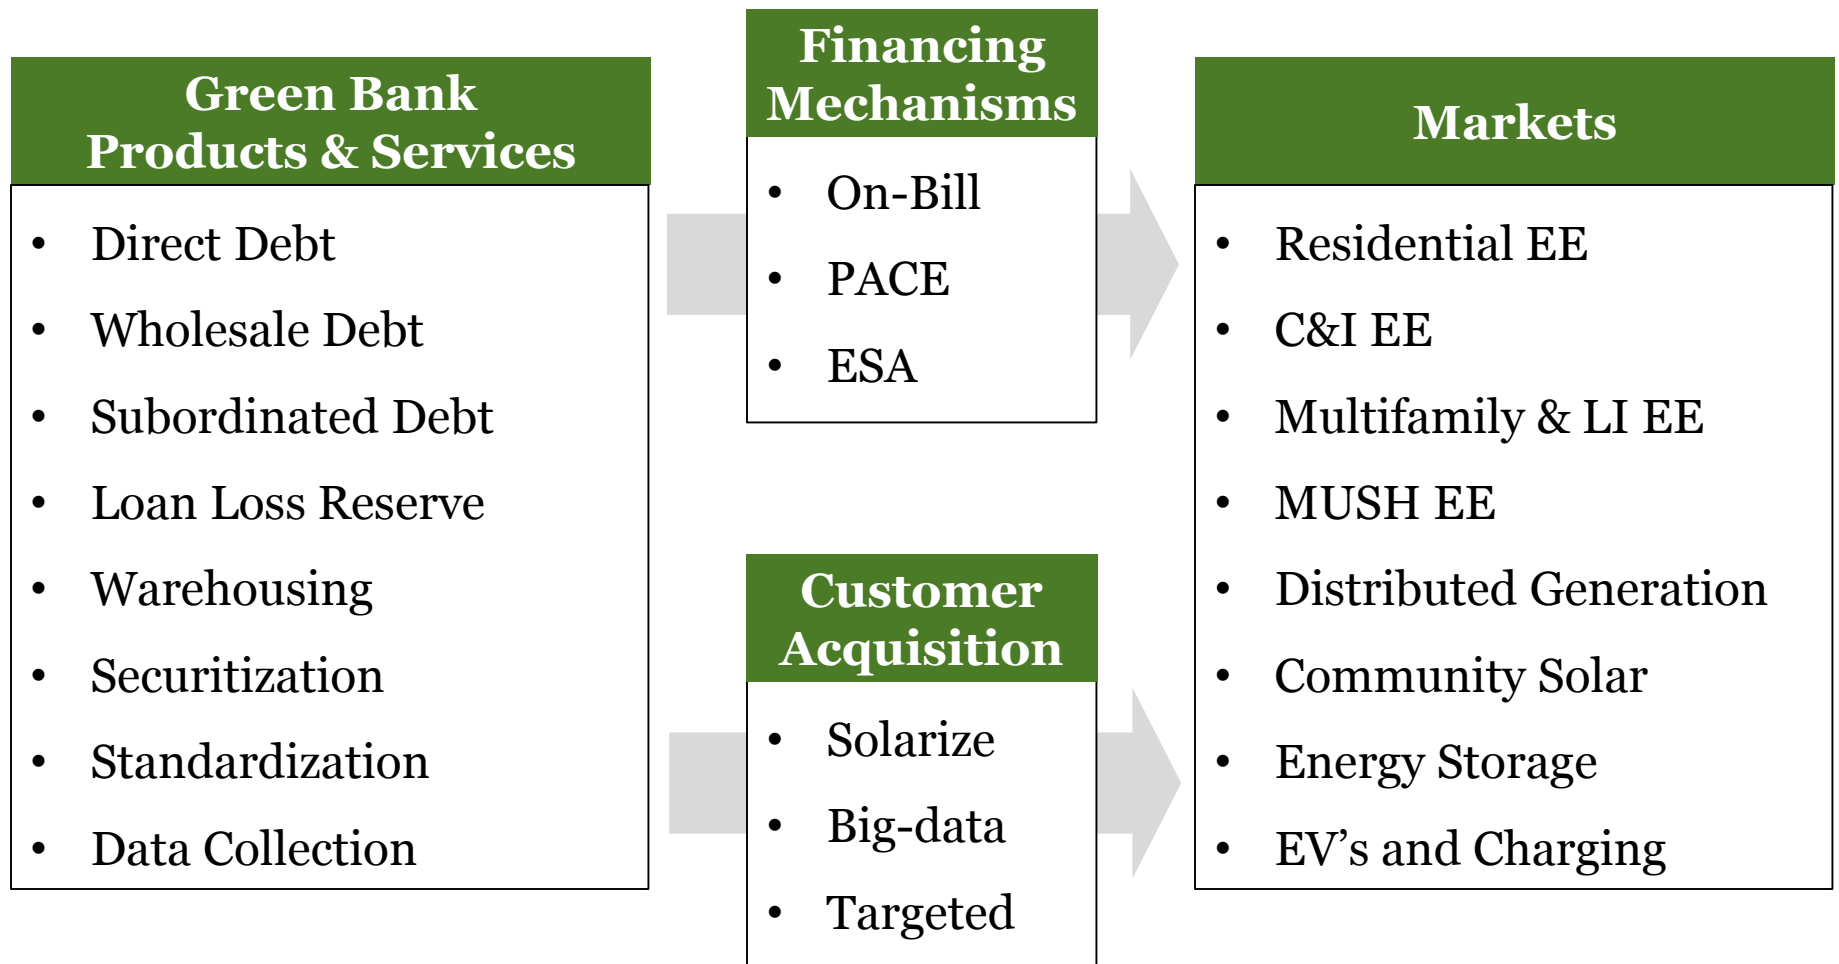 Green Bank
Products & Services
• Direct Debt
• Wholesale Debt
• Subordinated Debt
• Loan Loss Reserve
• Warehousing
• Securitization
• Standardization
• Data Collection
Financing
Mechanisms
• On-Bill
• PACE
• ESA
Customer
Acquisition
• Solarize
• Big-data
• Targeted
Markets
• Residential EE
• C&I EE
• Multifamily & LI EE
• MUSH EE
• Distributed Generation
• Community Solar
• Energy Storage
• EV’s and Charging